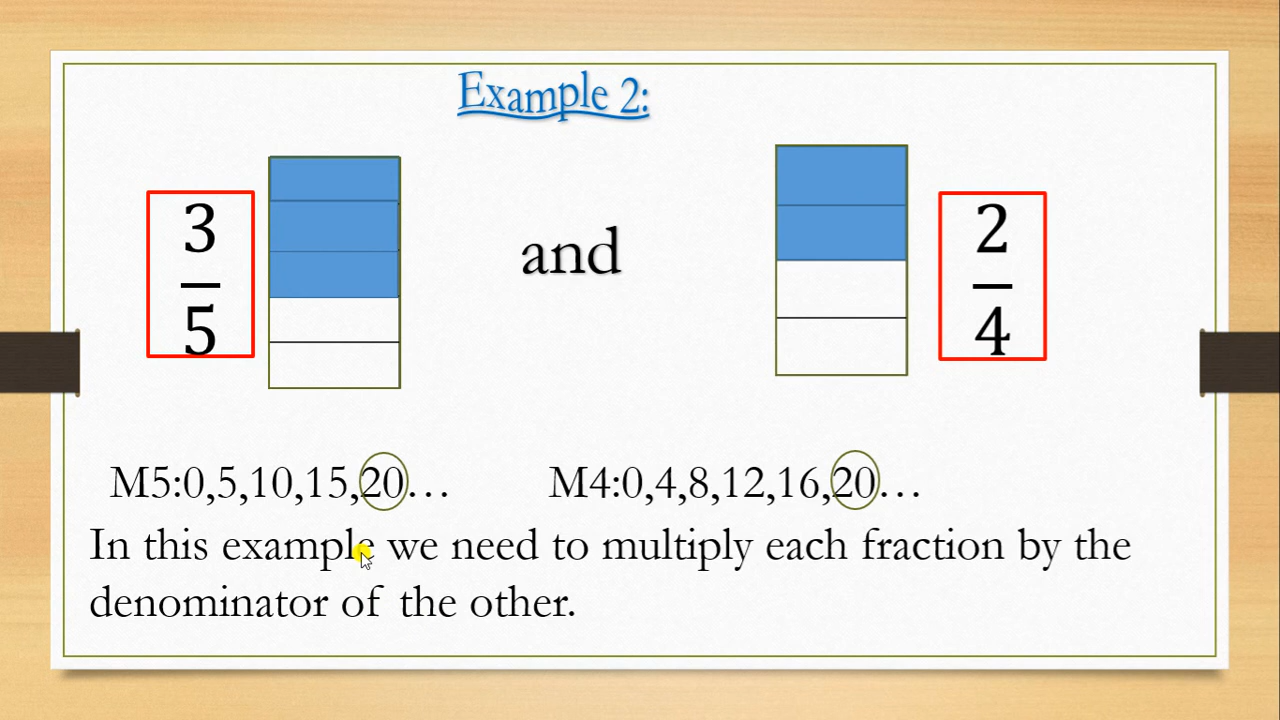 Example 2:
3
5
and
2
4
M5:0,5,10,15,20…
M4:0,4,8,12,16,20…
In this example we need to multiply each fraction by the
denominator of the other.